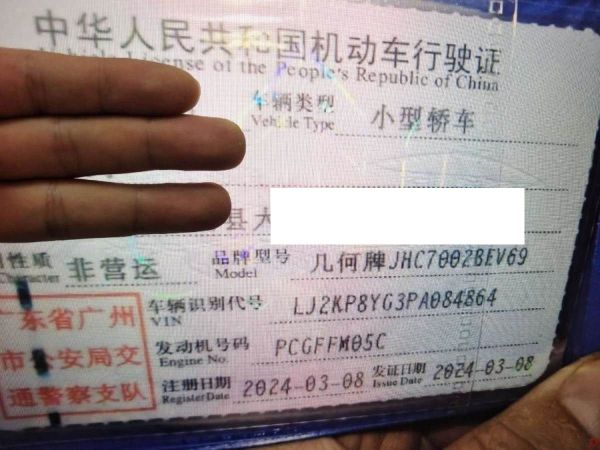 中华人民共和国机动车行驶证
License of the People's Republic of China
车辆类型 小型轿车
Vehicle Type
县大
性质 非营运 品牌型号 几何牌JHC7002BEV69
Character Model
车辆识别代号 LJ2KP8YG3PA084864
VIN
东省广州
市公安局交
通警察支队
发动机号码 PCGFFM05C
Engine No.
注册日期 2024-03-08 发证日期 2024-03-08
Register Date Issue Date